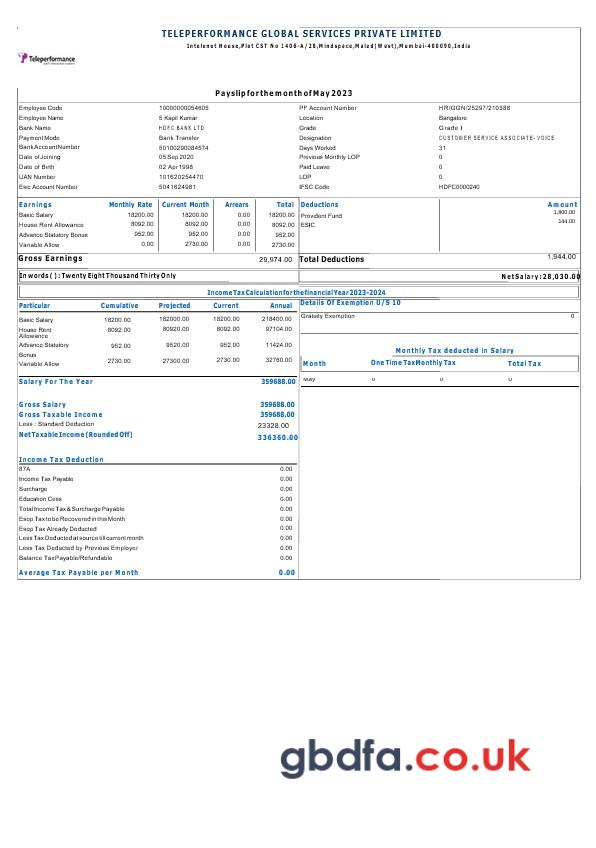 TELEPERFORMANCE GLOBAL SERVICES PRIVATE LIMITED
Intelenet House,Plot CST No 1406-A/28,Mindspace,Malad(West),Mumbai-400090,India
Teleperformance
Payslip for the month of May 2023
Employee Code 10000000054605 PF Account Number HR/GGN/25297/210388
Employee Name S Kapil Kumar Location Bangalore
Bank Name HDFC BANK LTD Grade Grade I
Payment Mode Bank Transfer Designation CUSTOMER SERVICE ASSOCIATE-VOICE
Bank Account Number 50100290084574 Days Worked 31
Date of Joining 05 Sep 2020 Previous Monthly LOP 0
Date of Birth 02 Apr 1998 Paid Leave 0
UAN Number 101620254470 LOP 0
Esic Account Number 5041624981 IFSC Code HDFC0000240
Earnings Monthly Rate Current Month Arrears Total Deductions Amount
Basic Salary 18200.00 18200.00 0.00 18200.00 Provident Fund 1,800.00
House Rent Allowance 8092.00 8092.00 0.00 8092.00 ESIC 144.00
Advance Statutory Bonus 952.00 952.00 0.00 952.00
Variable Allow 0.00 2730.00 0.00 2730.00
Gross Earnings 29,974.00 Total Deductions 1,944.00
In words ( ) : Twenty Eight Thousand Thirty Only Net Salary : 28,030.00
Income Tax Calculation for the financial Year 2023-2024
Particular Cumulative Projected Current Annual Details Of Exemption U/S 10
Basic Salary 18200.00 182000.00 18200.00 218400.00 Gratuity Exemption 0
House Rent Allowance 8092.00 80920.00 8092.00 97104.00
Advance Statutory Bonus 952.00 9520.00 952.00 11424.00
Variable Allow 2730.00 27300.00 2730.00 32760.00
Monthly Tax deducted in Salary
Month One Time Tax Monthly Tax Total Tax
May 0 0 0
Salary For The Year 359688.00
Gross Salary 359688.00
Gross Taxable Income 359688.00
Less : Standard Deduction 23328.00
Net Taxable Income (Rounded Off) 336360.00
Income Tax Deduction
87A 0.00
Income Tax Payable 0.00
Surcharge 0.00
Education Cess 0.00
Total Income Tax & Surcharge Payable 0.00
Esop Tax to be Recovered in this Month 0.00
Esop Tax Already Deducted 0.00
Less Tax Deducted at source till current month 0.00
Less Tax Deducted by Previous Employer 0.00
Balance Tax Payable/Refundable 0.00
Average Tax Payable per Month 0.00
gbdfa.co.uk